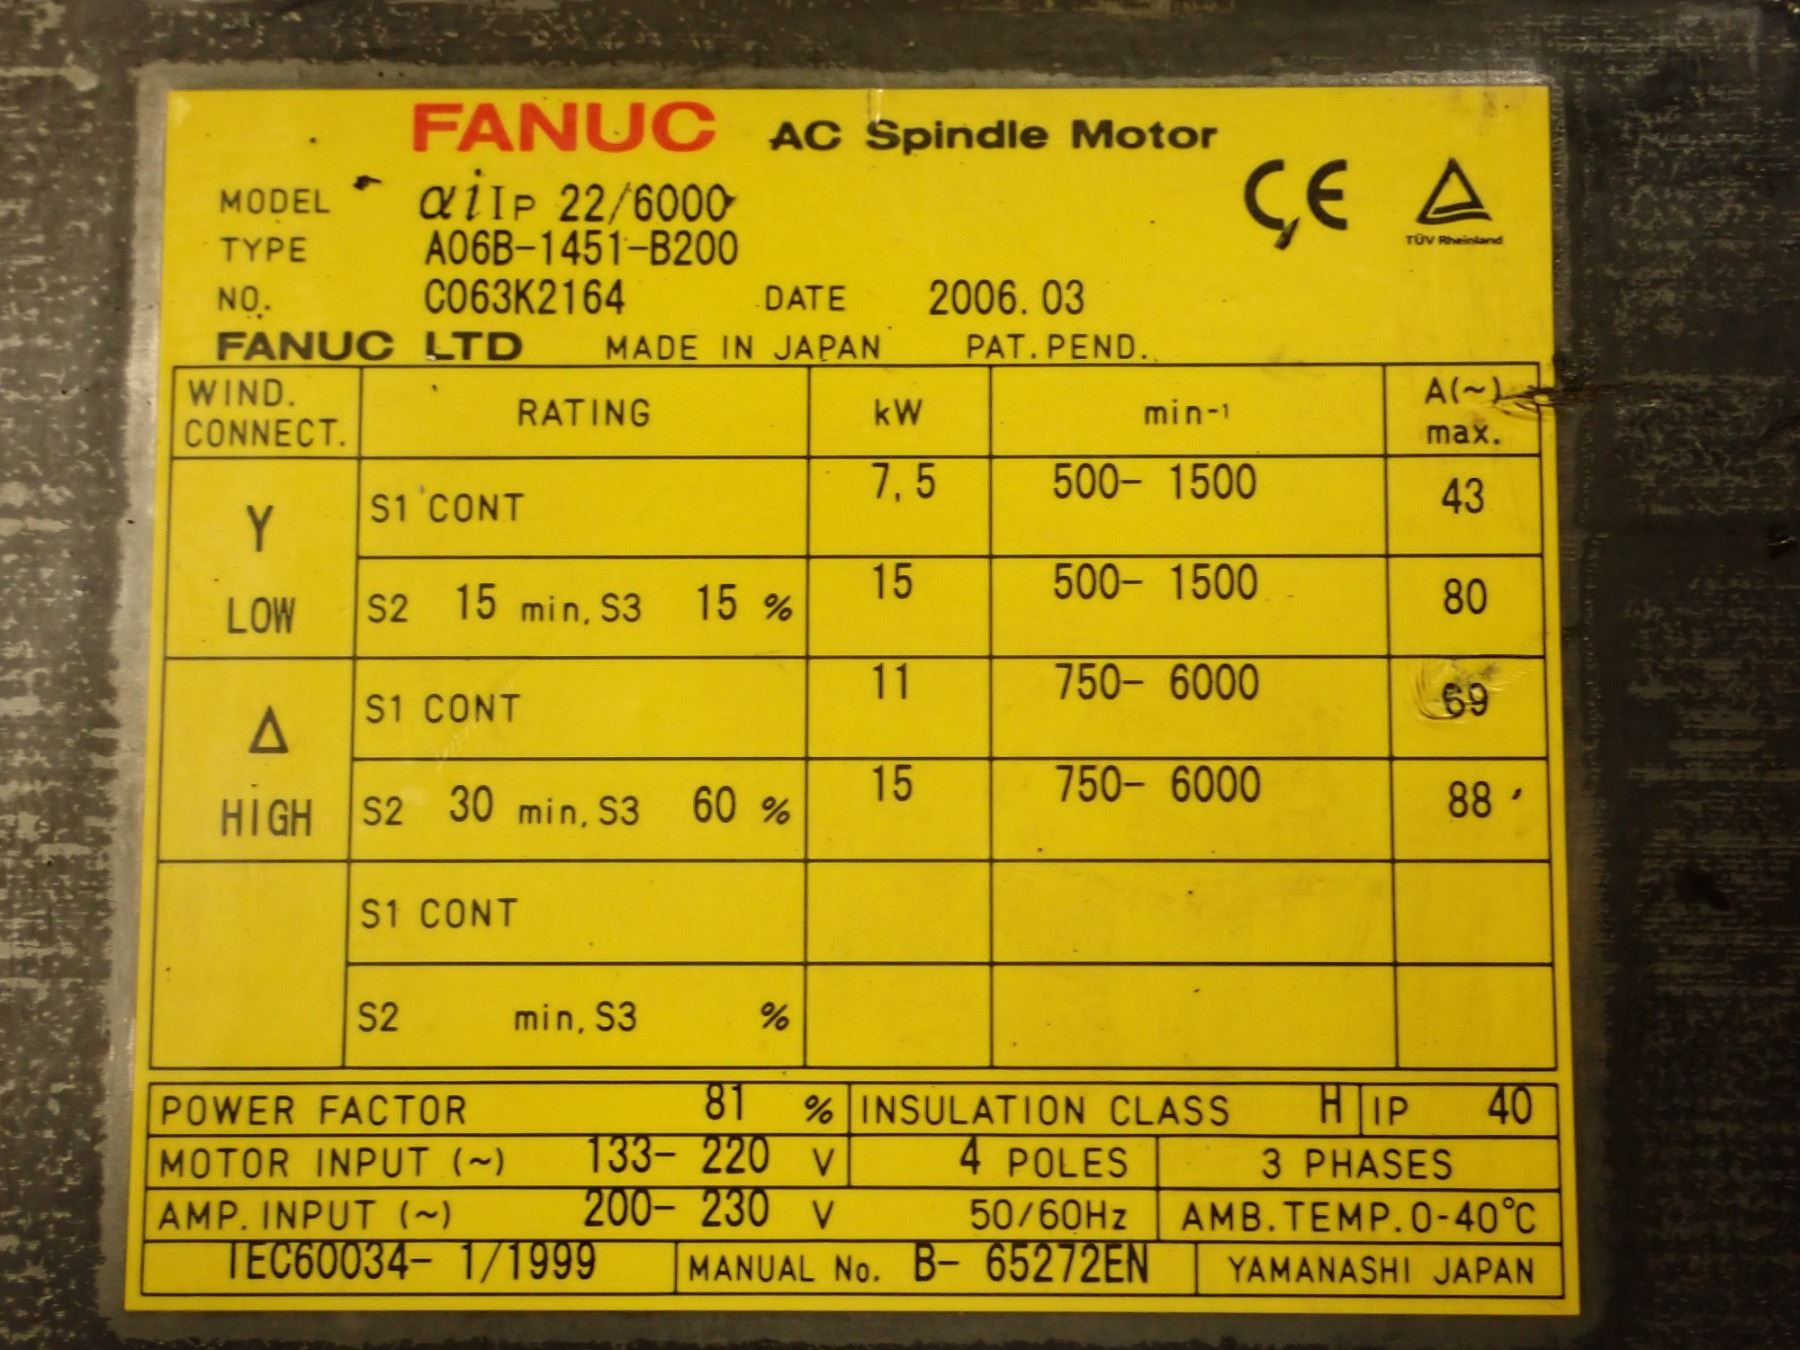 FANUC AC Spindle Motor
MODEL αiIP 22/6000
CE
TÜV Rheinland
TYPE A06B-1451-B200
NO. C063K2164 DATE 2006.03
FANUC LTD MADE IN JAPAN PAT.PEND.
WIND. CONNECT. RATING kW min-1 A(~) max.
Y LOW S1 CONT 7,5 500- 1500 43
S2 15 min, S3 15 % 15 500- 1500 80
Δ HIGH S1 CONT 11 750- 6000 69
S2 30 min, S3 60 % 15 750- 6000 88
S1 CONT
S2 min, S3 %
POWER FACTOR 81 % INSULATION CLASS H IP 40
MOTOR INPUT (~) 133- 220 V 4 POLES 3 PHASES
AMP. INPUT (~) 200- 230 V 50/60Hz AMB.TEMP.0-40°C
IEC60034- 1/1999 MANUAL No. B- 65272EN YAMANASHI JAPAN